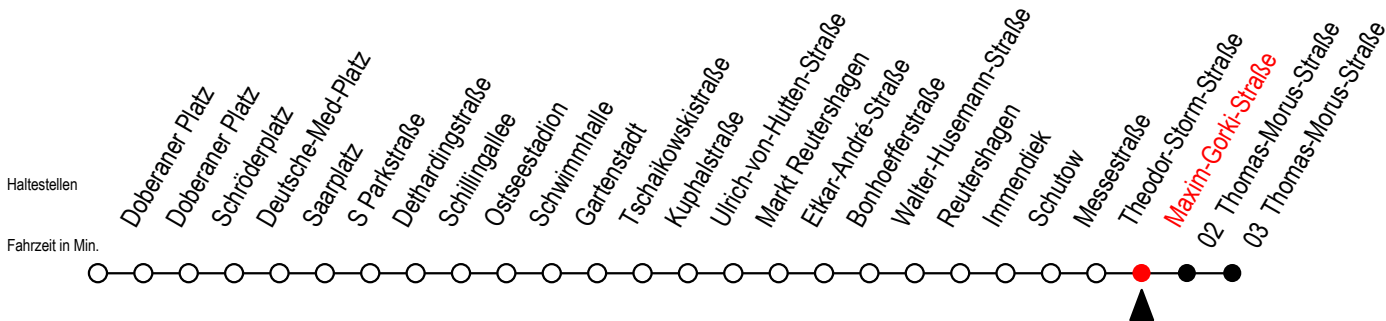 Haltestellen
Doberaner Platz
Doberaner Platz
Schröderplatz
Deutsche-Med-Platz
Saarplatz
S Parkstraße
Dethardingstraße
Schillingallee
Ostseestadion
Schwimmhalle
Gartenstadt
Tschaikowskistraße
Kuphalstraße
Ulrich-von-Hutten-Straße
Markt Reutershagen
Etkar-André-Straße
Bonhoefferstraße
Walter-Husemann-Straße
Reutershagen
Immendiek
Schutow
Messestraße
Theodor-Storm-Straße
Maxim-Gorki-Straße
02 Thomas-Morus-Straße
03 Thomas-Morus-Straße
Fahrzeit in Min.